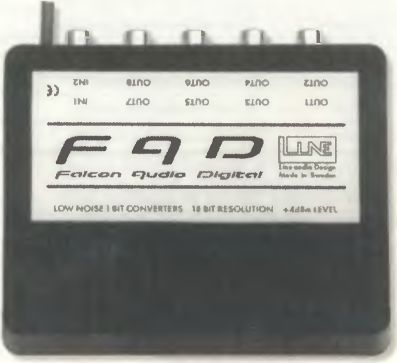 IN2 OUT8 OUT6 OUT4 OUT2
CE IN1 OUT7 OUT5 OUT3 OUT1
FAD LINE
Falcon Audio Digital
Line audio Design
Made in Sweden
LOW NOISE 1 BIT CONVERTERS 18 BIT RESOLUTION +4dBm LEVEL